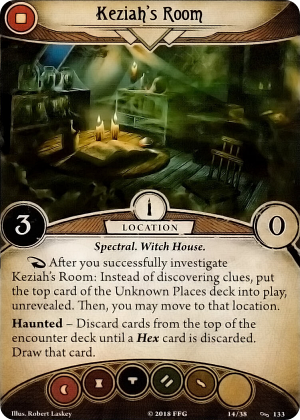 Keziah's Room
3
LOCATION
0
Spectral. Witch House.
After you successfully investigate
Keziah's Room: Instead of discovering clues, put
the top card of the Unknown Places deck into play,
unrevealed. Then, you may move to that location.
Haunted – Discard cards from the top of the
encounter deck until a Hex card is discarded.
Draw that card.
Illus. Robert Laskey
© 2018 FFG
14/38
133